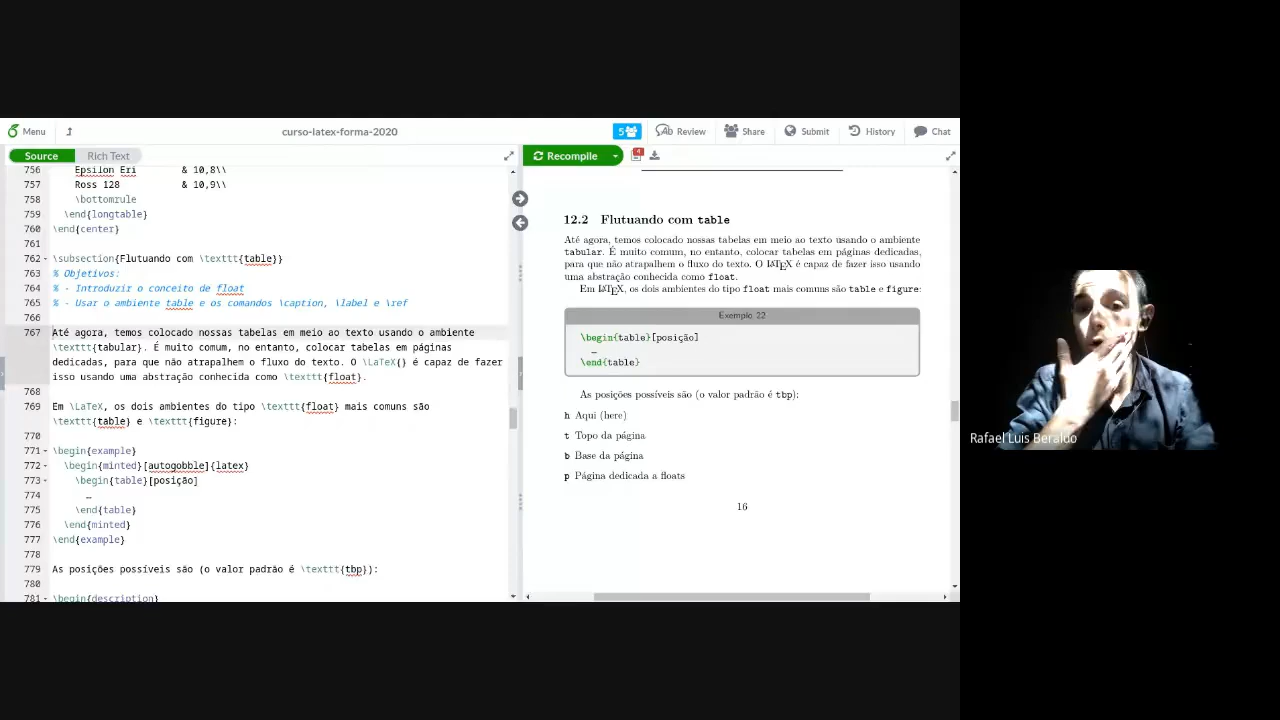 Menu
curso-latex-forma-2020
5
Review
Share
Submit
History
Chat
Source
Rich Text
Recompile
756 Epsilon Eri & 10,8\\
757 Ross 128 & 10,9\\
758 \bottomrule
759 \end{longtable}
760 \end{center}
761
762 \subsection{Flutuando com \texttt{table}}
763 % Objetivos:
764 % - Introduzir o conceito de float
765 % - Usar o ambiente table e os comandos \caption, \label e \ref
766
767 Até agora, temos colocado nossas tabelas em meio ao texto usando o ambiente
\texttt{tabular}. É muito comum, no entanto, colocar tabelas em páginas
dedicadas, para que não atrapalhem o fluxo do texto. O \LaTeX{} é capaz de fazer
isso usando uma abstração conhecida como \texttt{float}.
768
769 Em \LaTeX, os dois ambientes do tipo \texttt{float} mais comuns são
\texttt{table} e \texttt{figure}:
770
771 \begin{example}
772 \begin{minted}[autogobble]{latex}
773 \begin{table}[posição]
774 …
775 \end{table}
776 \end{minted}
777 \end{example}
778
779 As posições possíveis são (o valor padrão é \texttt{tbp}):
780
781 \begin{description}
12.2 Flutuando com table
Até agora, temos colocado nossas tabelas em meio ao texto usando o ambiente
tabular. É muito comum, no entanto, colocar tabelas em páginas dedicadas,
para que não atrapalhem o fluxo do texto. O LATEX é capaz de fazer isso usando
uma abstração conhecida como float.
Em LATEX, os dois ambientes do tipo float mais comuns são table e figure:
Exemplo 22
\begin{table}[posição]
…
\end{table}
As posições possíveis são (o valor padrão é tbp):
h Aqui (here)
t Topo da página
b Base da página
p Página dedicada a floats
16
Rafael Luis Beraldo